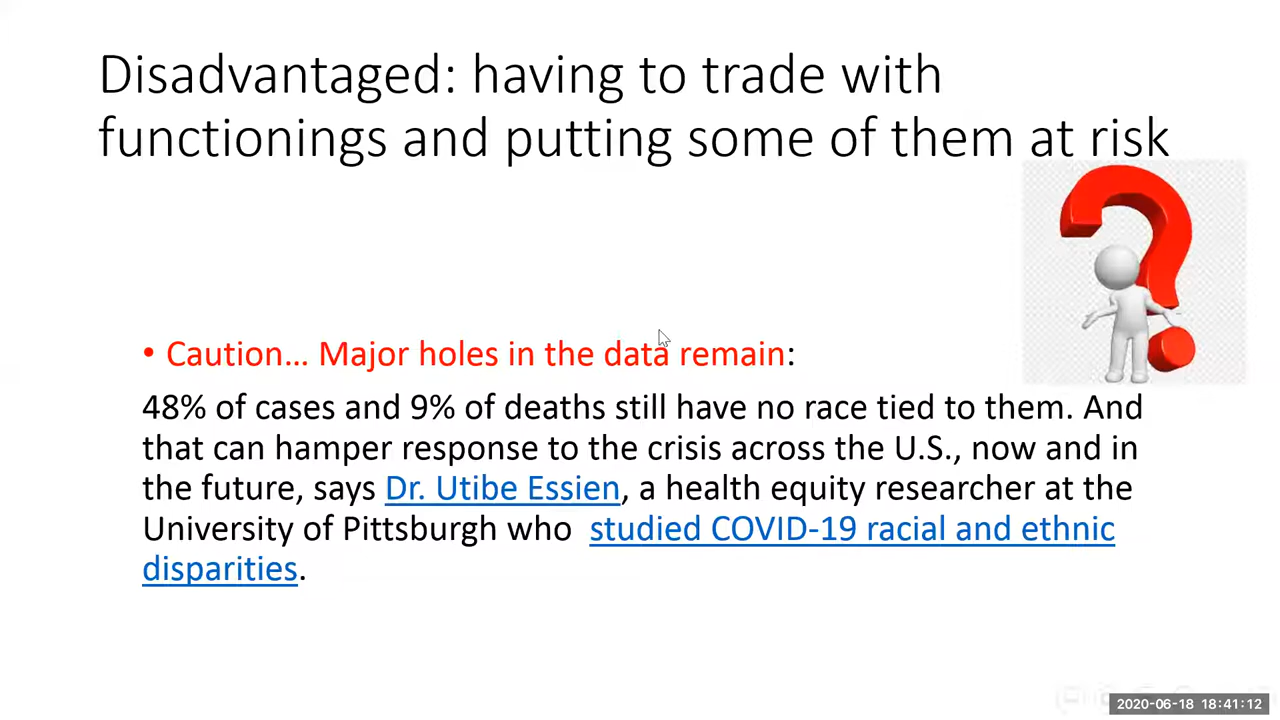 Disadvantaged: having to trade with
functionings and putting some of them at risk
• Caution... Major holes in the data remain:
48% of cases and 9% of deaths still have no race tied to them. And
that can hamper response to the crisis across the U.S., now and in
the future, says Dr. Utibe Essien, a health equity researcher at the
University of Pittsburgh who  studied COVID-19 racial and ethnic
disparities.
2020-06-18 18:41:12